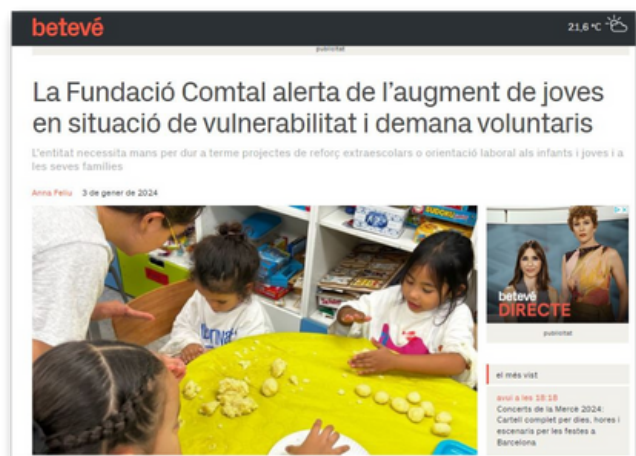 betevé
21,6 ºC
publicitat
La Fundació Comtal alerta de l'augment de joves
en situació de vulnerabilitat i demana voluntaris
L'entitat necessita mans per dur a terme projectes de reforç extraescolars o orientació laboral als infants i joves i a
les seves famílies
Anna Feliu 3 de gener de 2024
SUDOKU
betevé
DIRECTE
publicitat
el més vist
avui a les 18:18
Concerts de la Mercè 2024:
Cartell complet per dies, hores i
escenaris per les festes a
Barcelona